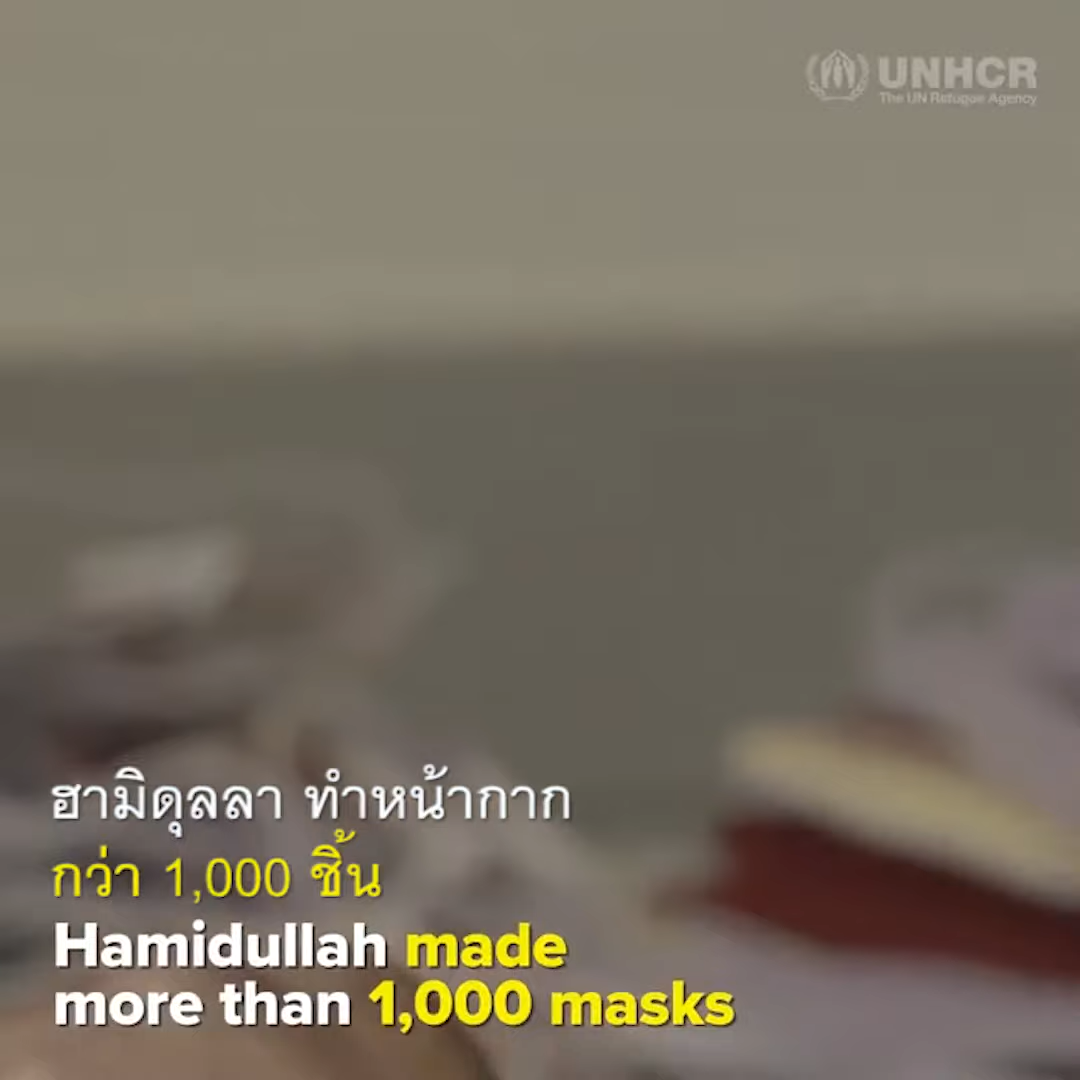 UNHCR
The UN Refugee Agency
ฮามิดุลลา ทำหน้ากาก
กว่า 1,000 ชิ้น
Hamidullah made
more than 1,000 masks